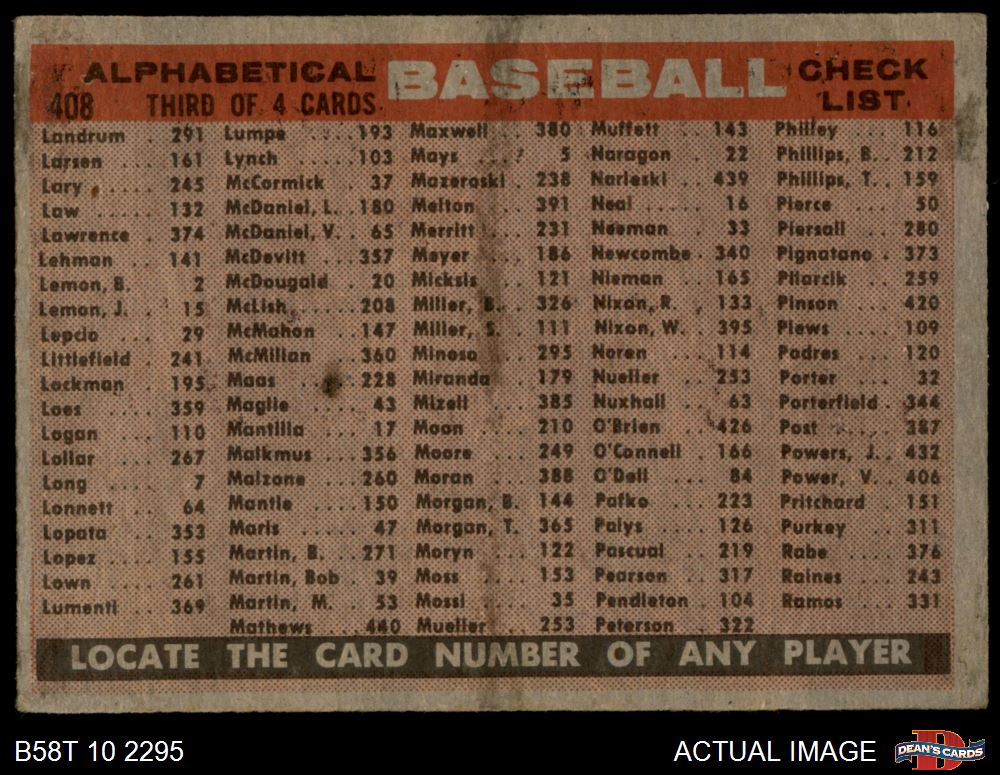 ALPHABETICAL BASEBALL CHECK
408 THIRD OF 4 CARDS LIST.
Landrum . 291 Lumpe .... 193 Maxwell .. 380 Muffett .. 143 Philley ... 116
Larsen ... 161 Lynch ..... 103 Mays .... 5 Naragon .. 22 Phillips, B. . 212
Lary ..... 245 McCormick . 37 Mazeroski . 238 Narleski .. 439 Phillips, T. . 159
Law ..... 132 McDaniel, L. . 180 Melton ... 391 Neal .... 16 Pierce ... 50
Lawrence . 374 McDaniel, V. . 65 Merritt ... 231 Neeman .. 33 Piersall .. 280
Lehman .. 141 McDevitt .. 357 Meyer ... 186 Newcombe . 340 Pignatano . 373
Lemon, B. 2 McDougald . 20 Micksis .. 121 Nieman .. 165 Pilarcik .. 259
Lemon, J. . 15 McLish .... 208 Miller, B. . 326 Nixon, R. . 133 Pinson ... 420
Lepcio ... 29 McMahon .. 147 Miller, S. . 111 Nixon, W. . 395 Plews ... 109
Littlefield . 241 McMillan .. 360 Minoso .. 295 Noren ... 114 Podres ... 120
Lockman . 195 Maas ..... 228 Miranda .. 179 Nueller .. 253 Porter ... 32
Loes .... 359 Maglie .... 43 Mizell ... 385 Nuxhall .. 63 Porterfield . 344
Logan ... 110 Mantilla ... 17 Moon .... 210 O'Brien ... 426 Post .... 387
Lollar ... 267 Malkmus .. 356 Moore ... 249 O'Connell . 166 Powers, J. . 432
Long .... 7 Malzone ... 260 Moran ... 388 O'Dell ... 84 Power, V. . 406
Lonnett .. 64 Mantle .... 150 Morgan, B. 144 Pafko ... 223 Pritchard . 151
Lopata ... 353 Maris ..... 47 Morgan, T. 365 Palys .... 126 Purkey ... 311
Lopez ... 155 Martin, B. .. 271 Moryn ... 122 Pascual .. 219 Rabe .... 376
Lown .... 261 Martin, Bob . 39 Moss .... 153 Pearson .. 317 Raines ... 243
Lumenti .. 369 Martin, M. .. 53 Mossi .... 35 Pendleton . 104 Ramos ... 331
Mathews .. 440 Mueller .. 253 Peterson .. 322
LOCATE THE CARD NUMBER OF ANY PLAYER
B58T 10 2295 ACTUAL IMAGE DEAN'S CARDS